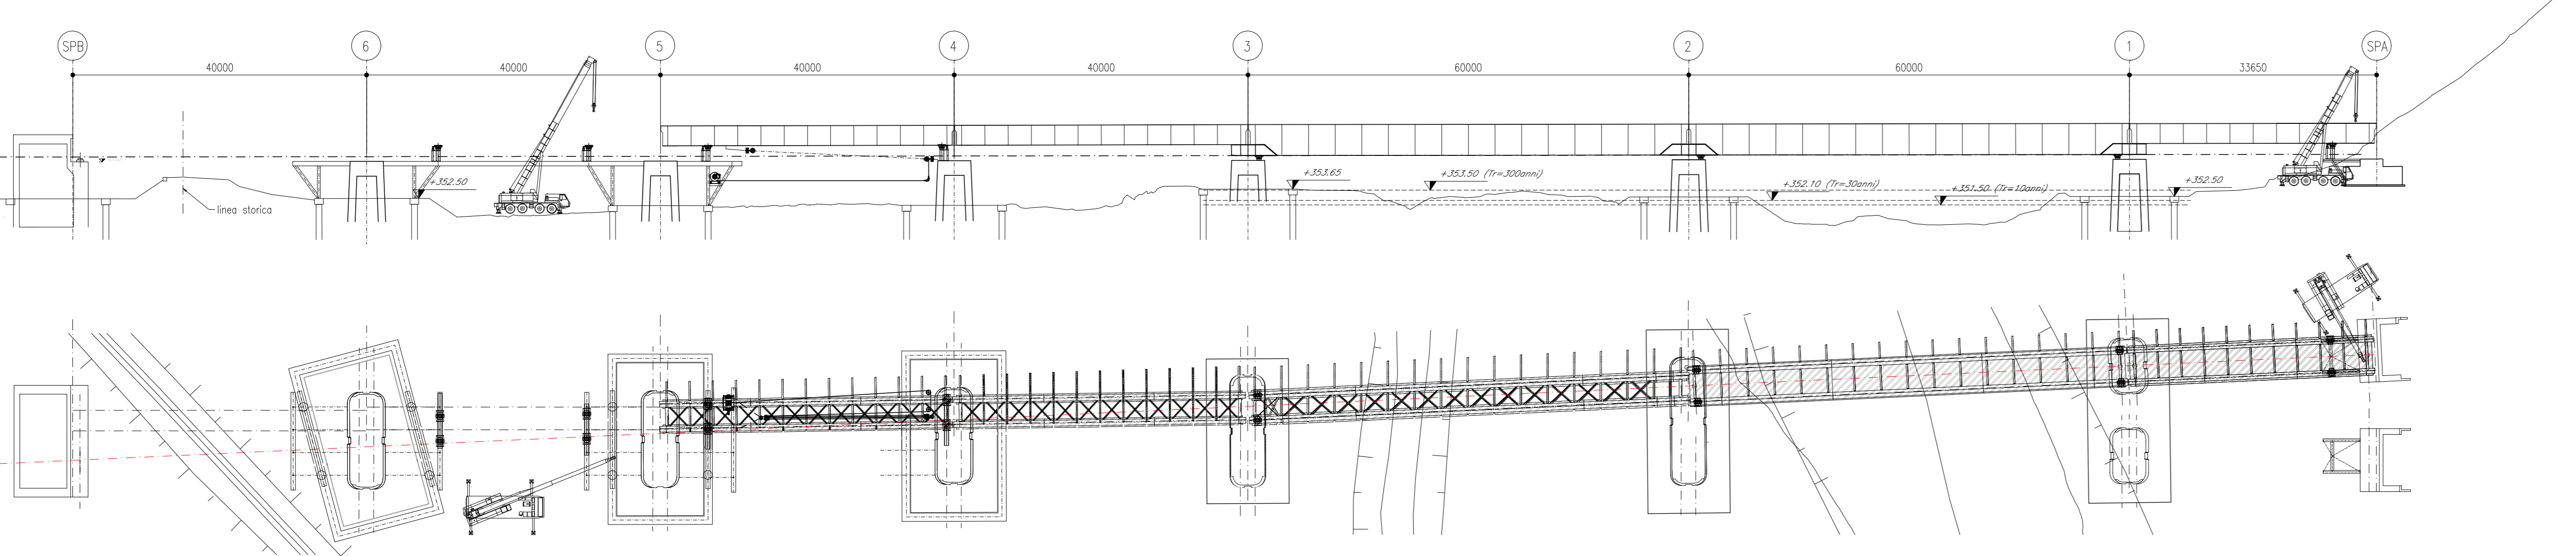 SPB 6 5 4 3 2 1 SPA
40000 40000 40000 40000 60000 60000 33650
+352.50 +353.65 +353.50 (Tr=300anni) +352.10 (Tr=30anni) +351.50 (Tr=10anni) +352.50
linea storica